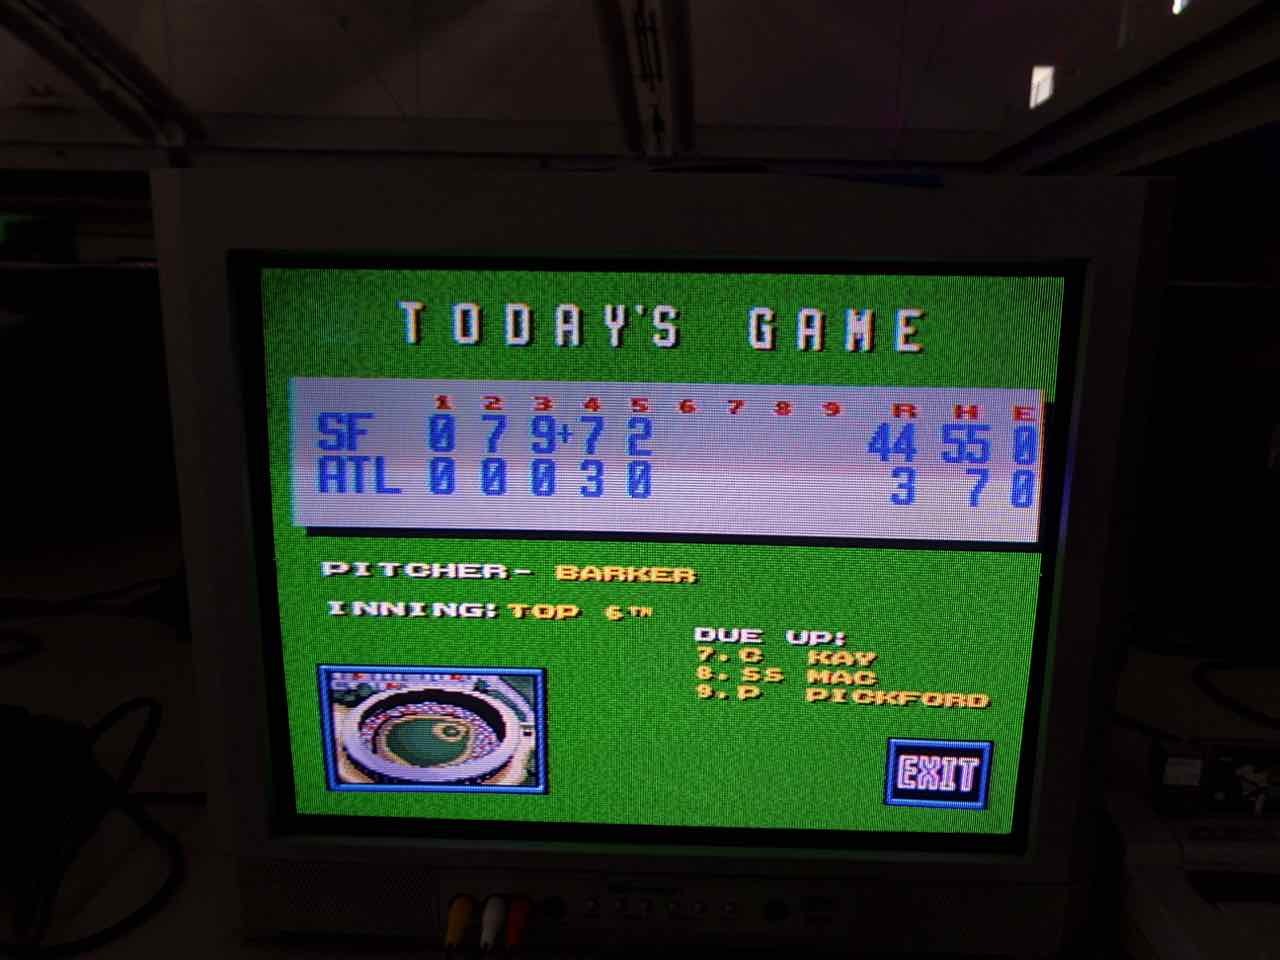 TODAY'S GAME
1 2 3 4 5 6 7 8 9 R H E
SF 0 7 9+7 2 44 55 0
ATL 0 0 0 3 0 3 7 0
PITCHER- BARKER
INNING: TOP 6TH
DUE UP:
7. C KAY
8. SS MAC
9. P PICKFORD
EXIT